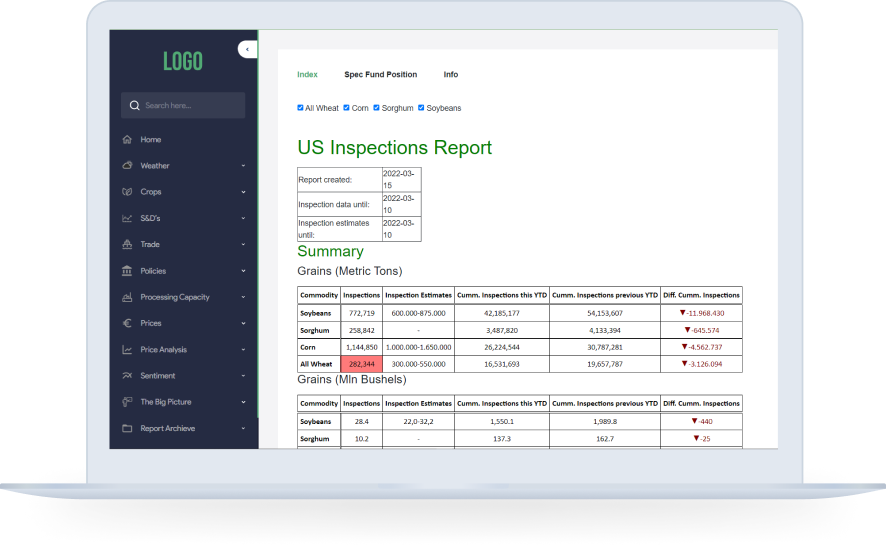 LOGO
Search here...
Home
Weather
Crops
S&D's
Trade
Policies
Processing Capacity
Prices
Price Analysis
Sentiment
The Big Picture
Report Archieve
Index Spec Fund Position Info
All Wheat Corn Sorghum Soybeans
US Inspections Report
Report created: 2022-03-15
Inspection data until: 2022-03-10
Inspection estimates until: 2022-03-10
Summary
Grains (Metric Tons)
Commodity Inspections Inspection Estimates Cumm. Inspections this YTD Cumm. Inspections previous YTD Diff. Cumm. Inspections
Soybeans 772,719 600.000-875.000 42,185,177 54,153,607 ▼-11.968.430
Sorghum 258,842 - 3,487,820 4,133,394 ▼-645.574
Corn 1,144,850 1.000.000-1.650.000 26,224,544 30,787,281 ▼-4.562.737
All Wheat 282,344 300.000-550.000 16,531,693 19,657,787 ▼-3.126.094
Grains (Mln Bushels)
Commodity Inspections Inspection Estimates Cumm. Inspections this YTD Cumm. Inspections previous YTD Diff. Cumm. Inspections
Soybeans 28.4 22,0-32,2 1,550.1 1,989.8 ▼-440
Sorghum 10.2 - 137.3 162.7 ▼-25